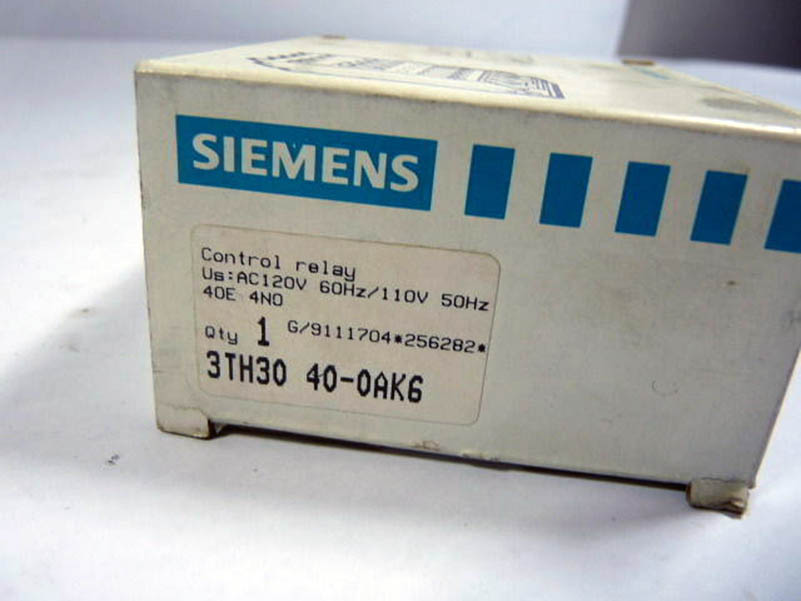 SIEMENS
Control relay
Us:AC120V 60Hz/110V 50Hz
40E 4NO
Qty 1 G/9111704*256282*
3TH30 40-0AK6